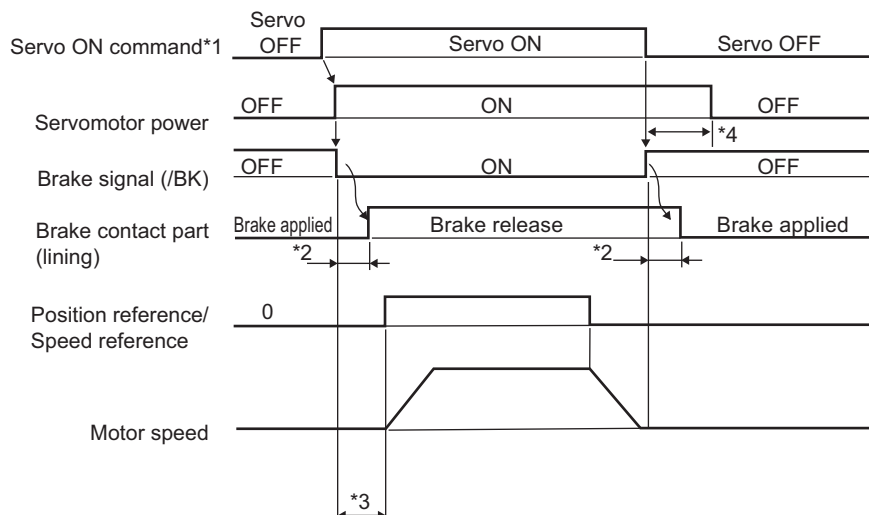 Servo
Servo ON command*1 OFF Servo ON Servo OFF
OFF ON OFF
Servomotor power *4
OFF ON OFF
Brake signal (/BK)
Brake contact part Brake applied Brake release Brake applied
(lining) *2 *2
Position reference/ 0
Speed reference
Motor speed
*3